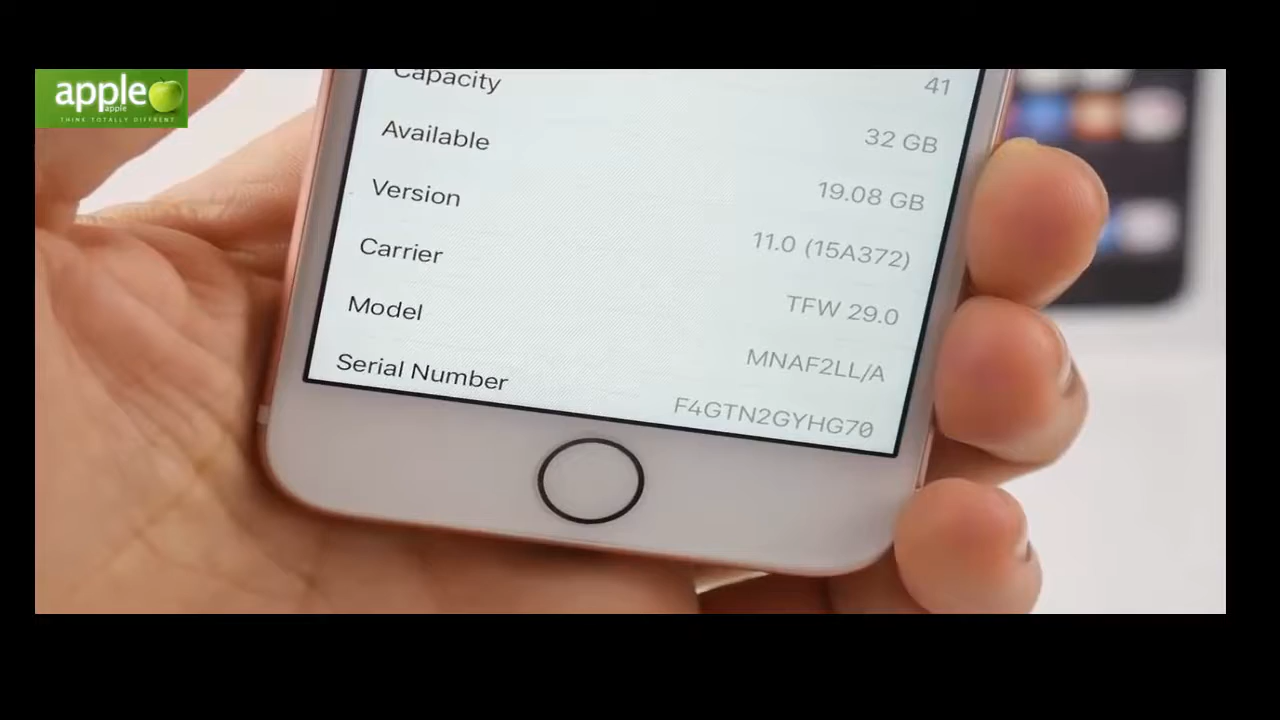 apple
apple
THINK TOTALLY DIFFRENT
Capacity 41
Available 32 GB
Version 19.08 GB
Carrier 11.0 (15A372)
Model TFW 29.0
Serial Number MNAF2LL/A
F4GTN2GYHG70